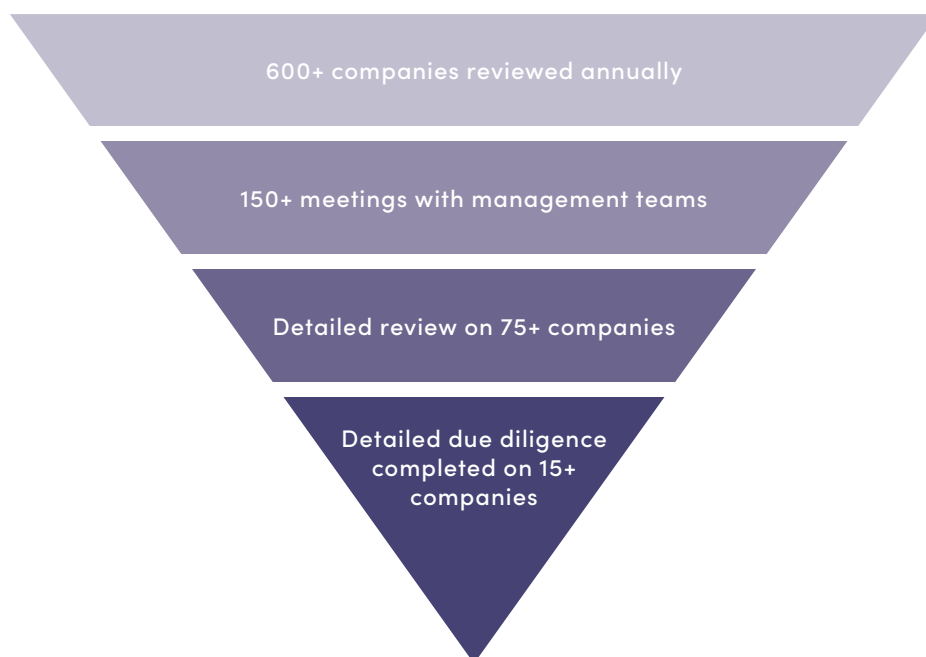 600+ companies reviewed annually
150+ meetings with management teams
Detailed review on 75+ companies
Detailed due diligence
completed on 15+
companies